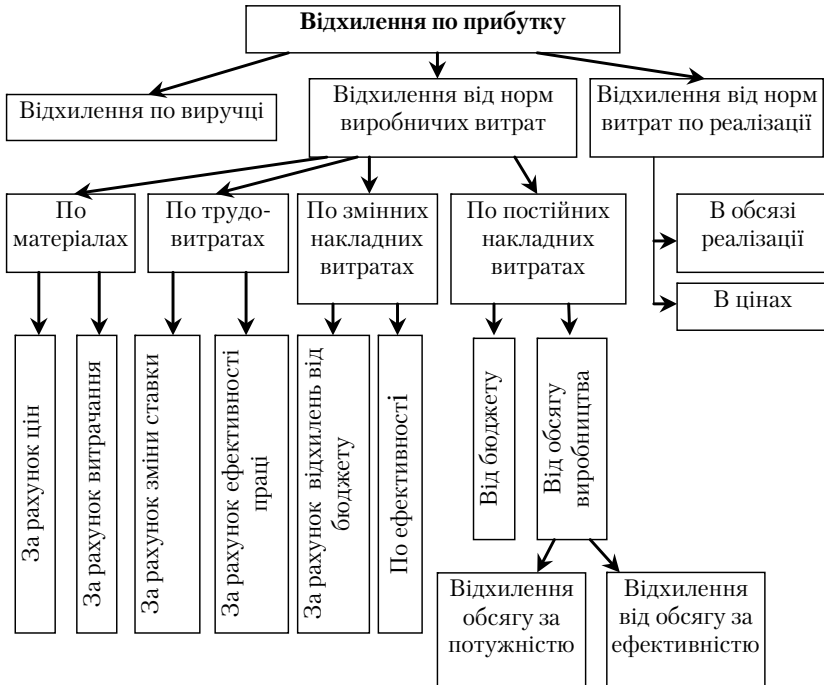 Відхилення по прибутку
Відхилення по виручці
Відхилення від норм
виробничих витрат
Відхилення від норм
витрат по реалізації
По
матеріалах
По трудо-
витратах
По змінних
накладних
витратах
По постійних
накладних
витратах
В обсязі
реалізації
В цінах
За рахунок цін
За рахунок витрачання
За рахунок зміни ставки
За рахунок ефективності
праці
За рахунок відхилень від
бюджету
По ефективності
Від бюджету
Від обсягу
виробництва
Відхилення
обсягу за
потужністю
Відхилення
від обсягу за
ефективністю